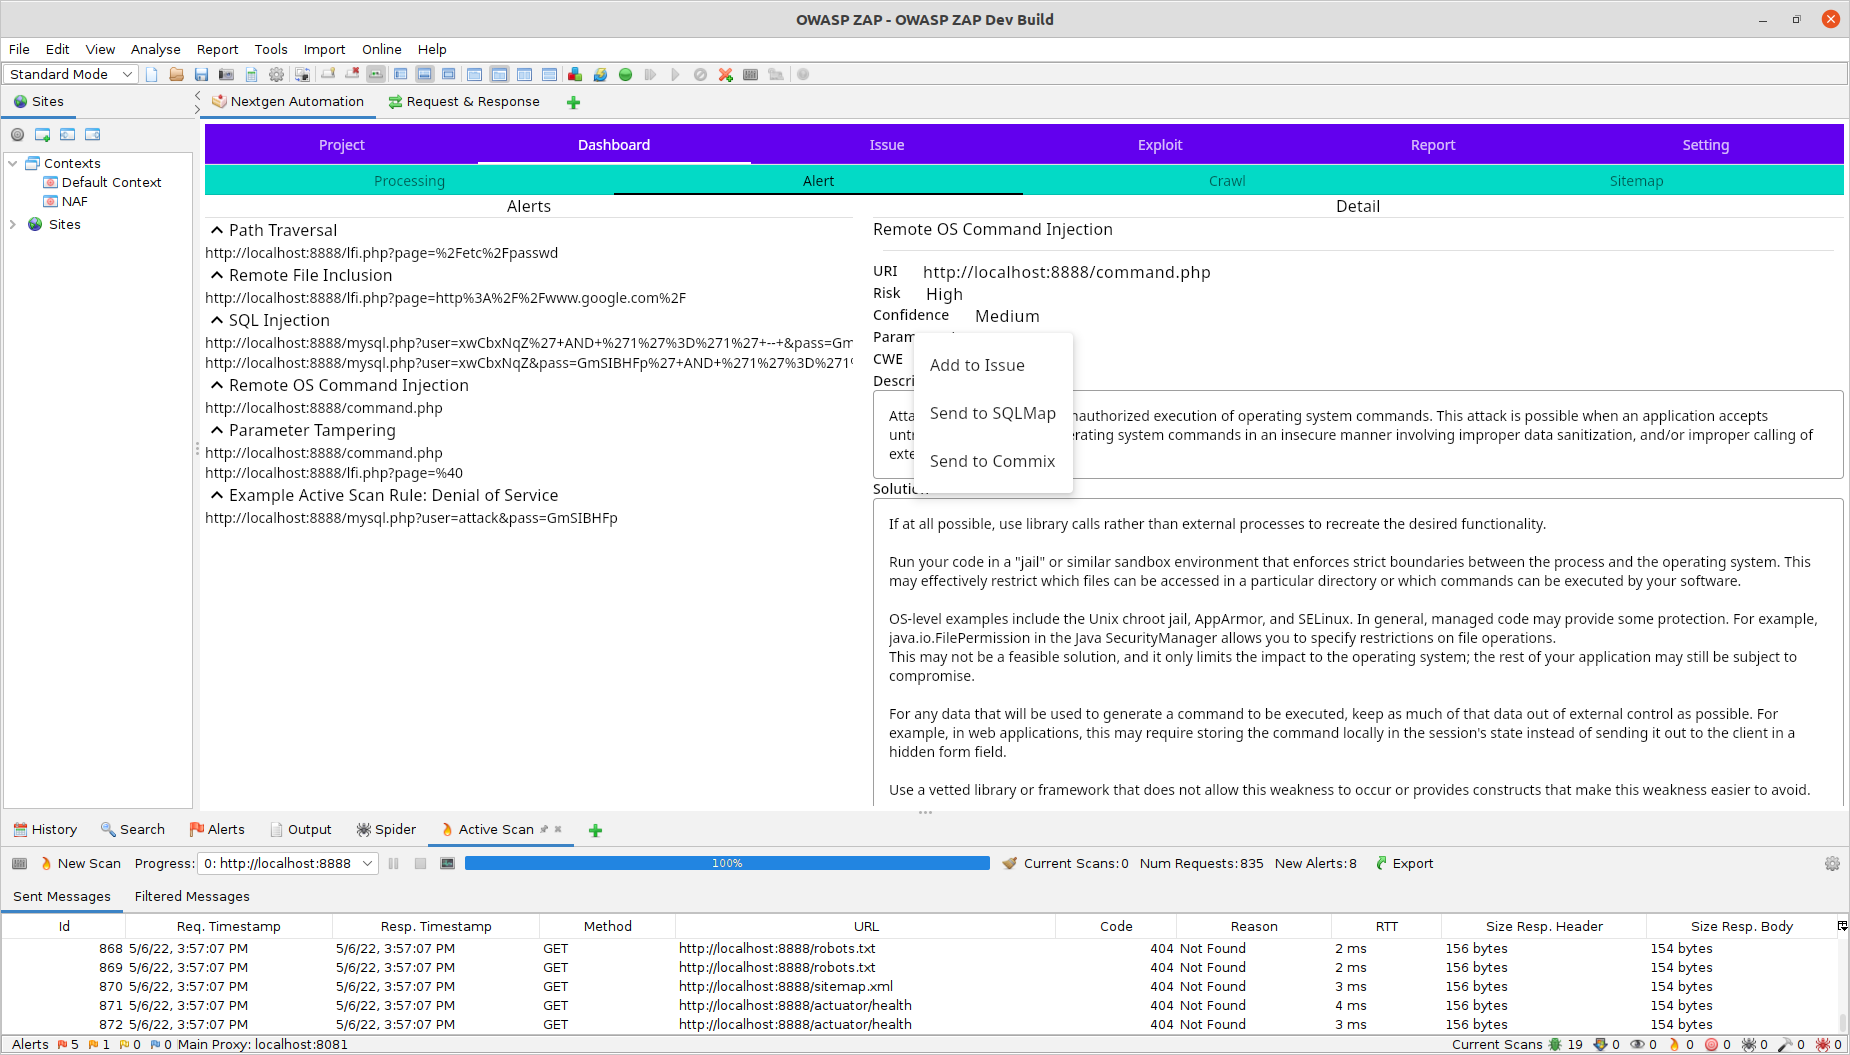 OWASP ZAP - OWASP ZAP Dev Build
File Edit View Analyse Report Tools Import Online Help
Standard Mode
Sites
Nextgen Automation
Request & Response
Contexts
Default Context
NAF
Sites
Project Dashboard Issue Exploit Report Setting
Processing Alert Crawl Sitemap
Alerts
Path Traversal
http://localhost:8888/lfi.php?page=%2Fetc%2Fpasswd
Remote File Inclusion
http://localhost:8888/lfi.php?page=http%3A%2F%2Fwww.google.com%2F
SQL Injection
http://localhost:8888/mysql.php?user=xwCbxNqZ%27+AND+%271%27%3D%271%27+--+&pass=Gm
http://localhost:8888/mysql.php?user=xwCbxNqZ&pass=GmSIBHFp%27+AND+%271%27%3D%271%
Remote OS Command Injection
http://localhost:8888/command.php
Parameter Tampering
http://localhost:8888/command.php
http://localhost:8888/lfi.php?page=%40
Example Active Scan Rule: Denial of Service
http://localhost:8888/mysql.php?user=attack&pass=GmSIBHFp
Detail
Remote OS Command Injection
URI http://localhost:8888/command.php
Risk High
Confidence Medium
Param
CWE
Descri
Add to Issue
Send to SQLMap
Send to Commix
Atta nauthorized execution of operating system commands. This attack is possible when an application accepts
untr erating system commands in an insecure manner involving improper data sanitization, and/or improper calling of
exte
Solution
If at all possible, use library calls rather than external processes to recreate the desired functionality.
Run your code in a "jail" or similar sandbox environment that enforces strict boundaries between the process and the operating system. This
may effectively restrict which files can be accessed in a particular directory or which commands can be executed by your software.
OS-level examples include the Unix chroot jail, AppArmor, and SELinux. In general, managed code may provide some protection. For example,
java.io.FilePermission in the Java SecurityManager allows you to specify restrictions on file operations.
This may not be a feasible solution, and it only limits the impact to the operating system; the rest of your application may still be subject to
compromise.
For any data that will be used to generate a command to be executed, keep as much of that data out of external control as possible. For
example, in web applications, this may require storing the command locally in the session's state instead of sending it out to the client in a
hidden form field.
Use a vetted library or framework that does not allow this weakness to occur or provides constructs that make this weakness easier to avoid.
History Search Alerts Output Spider Active Scan
New Scan Progress: 0: http://localhost:8888 100% Current Scans:0 Num Requests:835 New Alerts:8 Export
Sent Messages Filtered Messages
Id Req. Timestamp Resp. Timestamp Method URL Code Reason RTT Size Resp. Header Size Resp. Body
868 5/6/22, 3:57:07 PM 5/6/22, 3:57:07 PM GET http://localhost:8888/robots.txt 404 Not Found 2 ms 156 bytes 154 bytes
869 5/6/22, 3:57:07 PM 5/6/22, 3:57:07 PM GET http://localhost:8888/robots.txt 404 Not Found 2 ms 156 bytes 154 bytes
870 5/6/22, 3:57:07 PM 5/6/22, 3:57:07 PM GET http://localhost:8888/sitemap.xml 404 Not Found 3 ms 156 bytes 154 bytes
871 5/6/22, 3:57:07 PM 5/6/22, 3:57:07 PM GET http://localhost:8888/actuator/health 404 Not Found 4 ms 156 bytes 154 bytes
872 5/6/22, 3:57:07 PM 5/6/22, 3:57:07 PM GET http://localhost:8888/actuator/health 404 Not Found 3 ms 156 bytes 154 bytes
Alerts 5 1 0 0 Main Proxy: localhost:8081 Current Scans 19 0 0 0 0 0 0 0